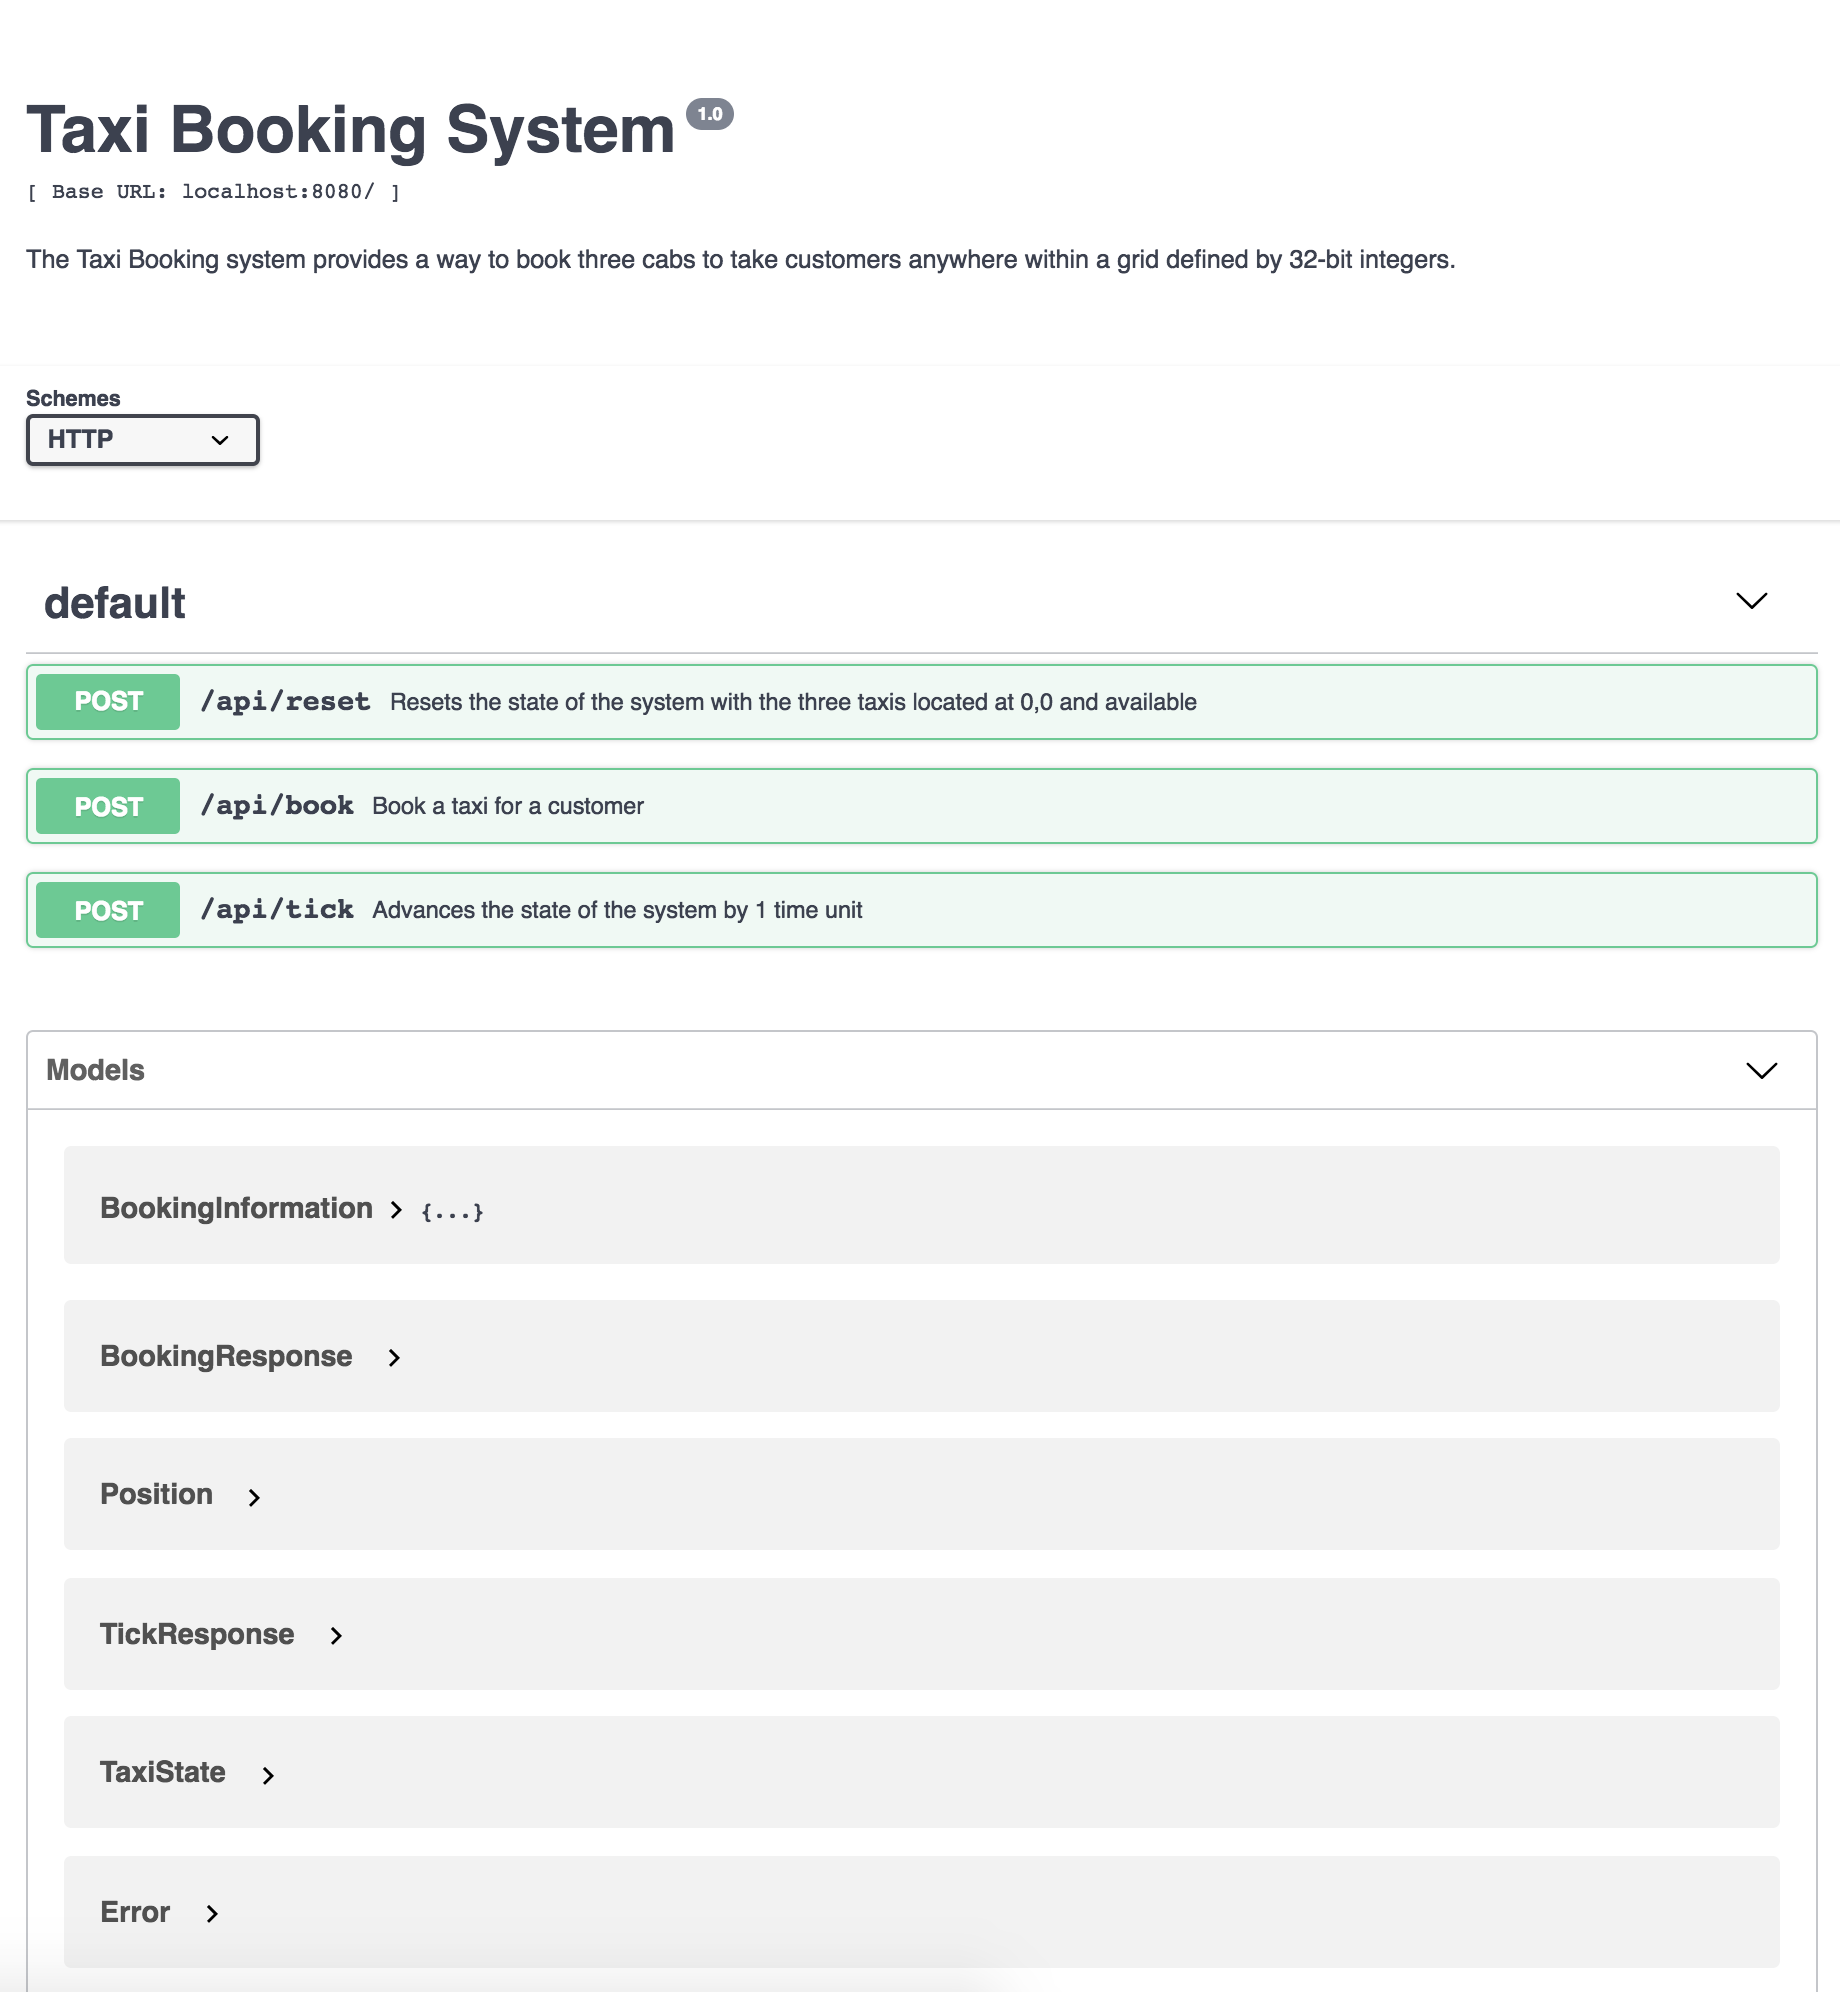 Taxi Booking System 1.0
[ Base URL: localhost:8080/ ]
The Taxi Booking system provides a way to book three cabs to take customers anywhere within a grid defined by 32-bit integers.
Schemes
HTTP
default
POST /api/reset Resets the state of the system with the three taxis located at 0,0 and available
POST /api/book Book a taxi for a customer
POST /api/tick Advances the state of the system by 1 time unit
Models
BookingInformation > {...}
BookingResponse >
Position >
TickResponse >
TaxiState >
Error >